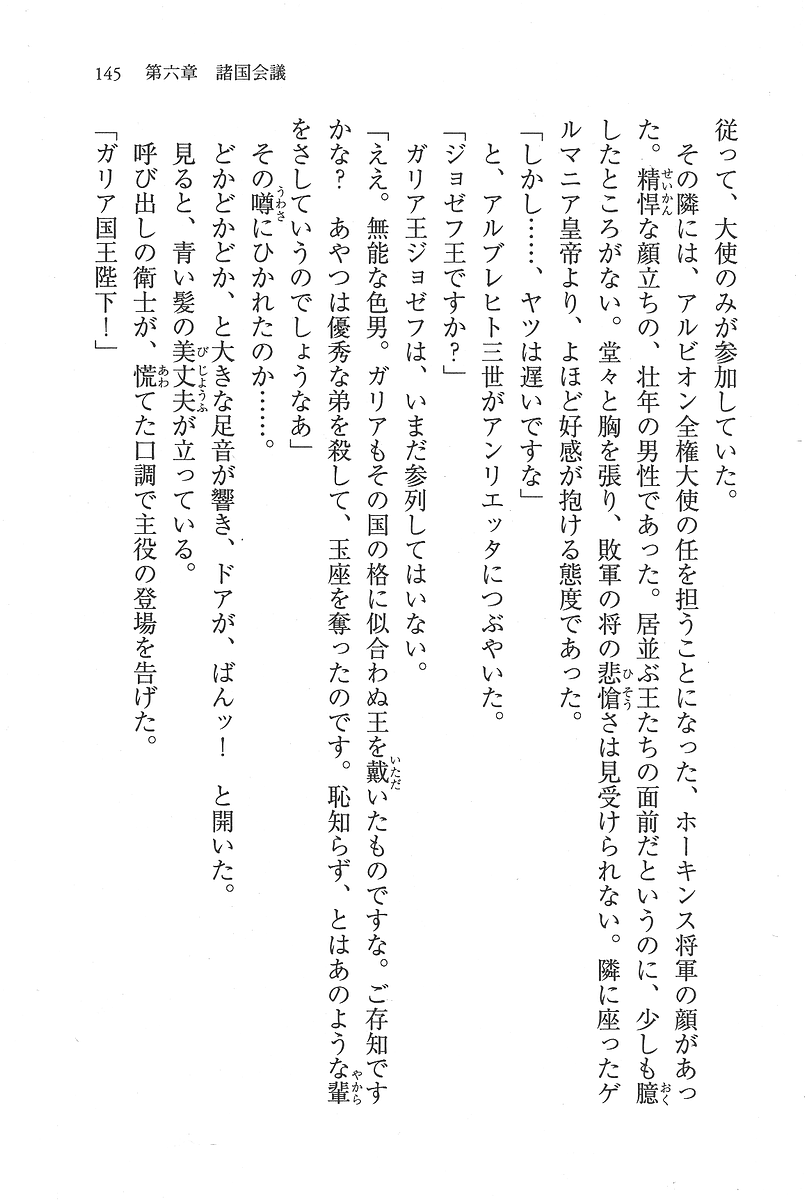 145　第六章　諸国会議
従って、大使のみが参加していた。
　その隣には、アルビオン全権大使の任を担うことになった、ホーキンス将軍の顔があっ
た。精悍な顔立ちの、壮年の男性であった。居並ぶ王たちの面前だというのに、少しも臆
したところがない。堂々と胸を張り、敗軍の将の悲愴さは見受けられない。隣に座ったゲ
ルマニア皇帝より、よほど好感が抱ける態度であった。
「しかし……、ヤツは遅いですな」
　と、アルブレヒト三世がアンリエッタにつぶやいた。
「ジョゼフ王ですか？」
　ガリア王ジョゼフは、いまだ参列してはいない。
「ええ。無能な色男。ガリアもその国の格に似合わぬ王を戴いたものですな。ご存知です
かな？　あやつは優秀な弟を殺して、玉座を奪ったのです。恥知らず、とはあのような輩
をさしていうのでしょうなあ」
　その噂にひかれたのか……。
　どかどかどか、と大きな足音が響き、ドアが、ばんッ！　と開いた。
　見ると、青い髪の美丈夫が立っている。
　呼び出しの衛士が、慌てた口調で主役の登場を告げた。
「ガリア国王陛下！」